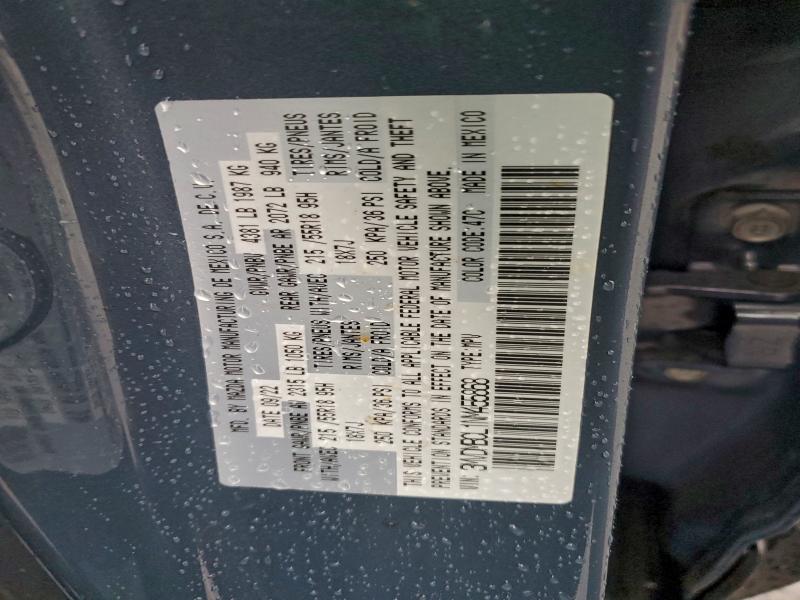 MFD. BY MAZDA MOTOR MANUFACTURING DE MEXICO S.A. DE C.V.
DATE 09/22 GVWR/PNBV 4381 LB 1987 KG
FRONT GAWR/PNBE AV 2315 LB 1050 KG REAR GAWR/PNBE AR 2072 LB 940 KG
WITH/AVEC 215 /55R18 95H TIRES/PNEUS WITH/AVEC 215 /55R18 95H TIRES/PNEUS
18X7J RIMS/JANTES 18X7J RIMS/JANTES
250 KPA/36 PSI COLD/A FROID 250 KPA/36 PSI COLD/A FROID
THIS VEHICLE CONFORMS TO ALL APPLICABLE FEDERAL MOTOR VEHICLE SAFETY AND THEFT
PREVENTION STANDARDS IN EFFECT ON THE DATE OF MANUFACTURE SHOWN ABOVE.
COLOR CODE:47C MADE IN MEXICO
TYPE:MPV